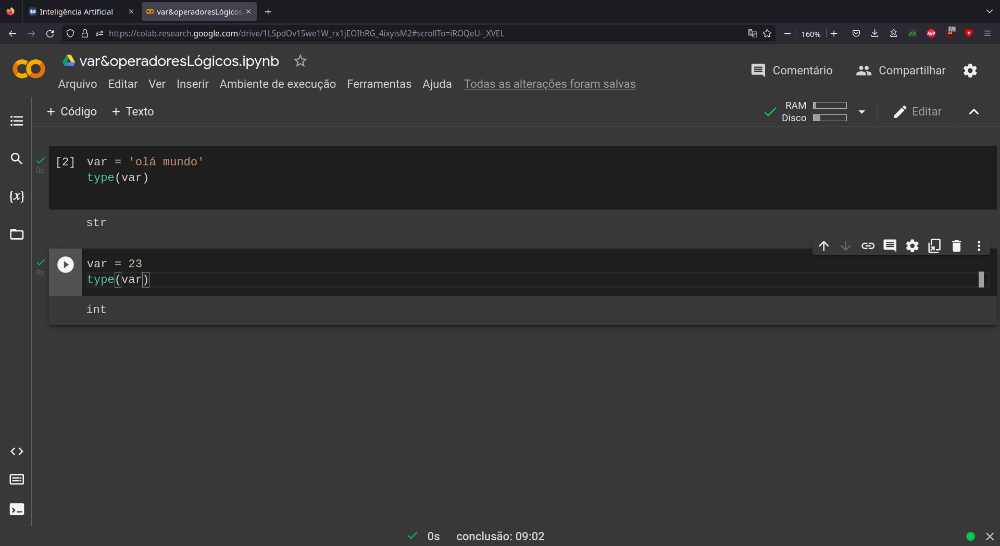 Inteligência Artificial
var&operadoresLógicos.
https://colab.research.google.com/drive/1LSpdOv15we1W_rx1jEOIhRG_4ixyisM2#scrollTo=iROQeU-_XVEL
160%
eh
ABP
69
var&operadoresLógicos.ipynb
Arquivo Editar Ver Inserir Ambiente de execução Ferramentas Ajuda Todas as alterações foram salvas
Comentário
Compartilhar
+ Código + Texto
RAM
Disco
Editar
{x}
[2] var = 'olá mundo'
0s
type(var)
str
var = 23
0s
type(var)
int
0s conclusão: 09:02